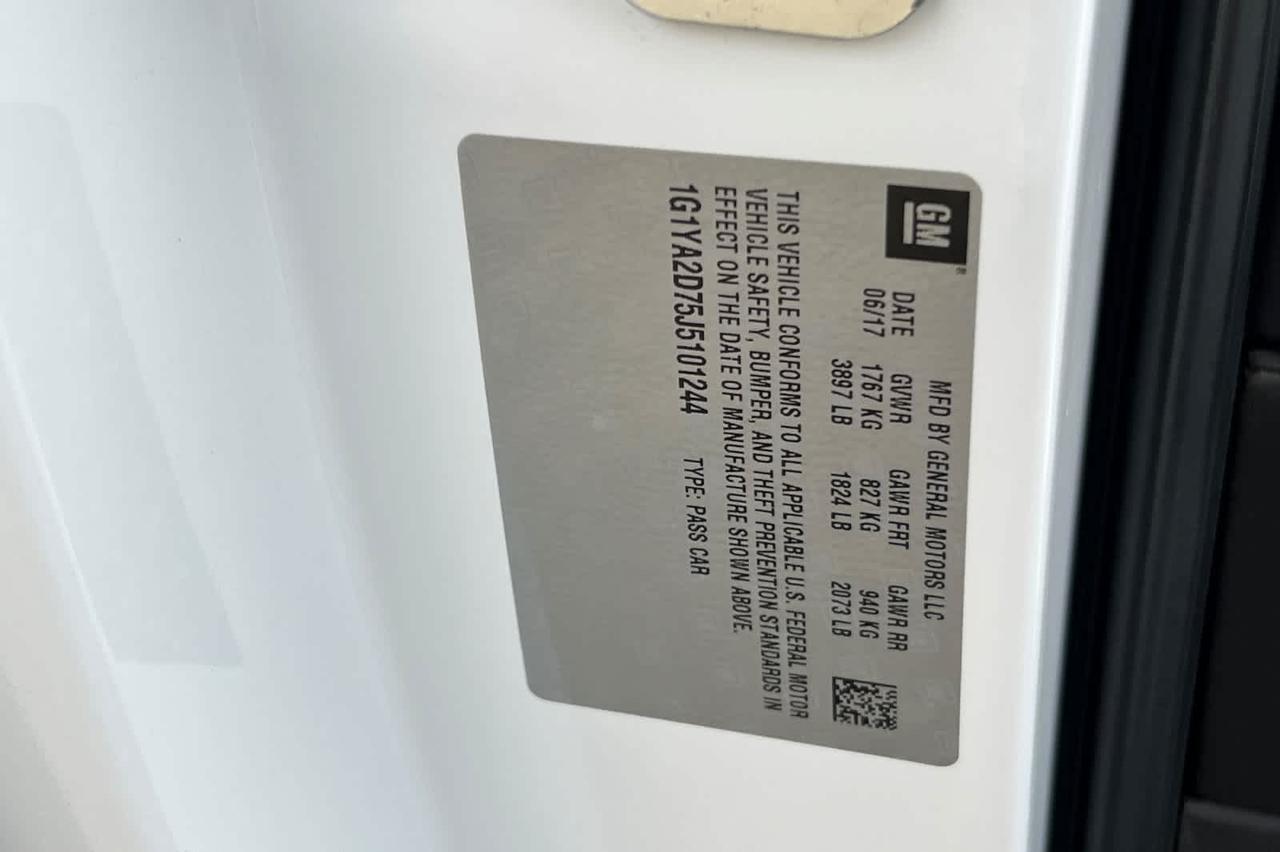 GM®
MFD BY GENERAL MOTORS LLC
DATE GVWR GAWR FRT GAWR RR
06/17 1767 KG 827 KG 940 KG
3897 LB 1824 LB 2073 LB
THIS VEHICLE CONFORMS TO ALL APPLICABLE U.S. FEDERAL MOTOR
VEHICLE SAFETY, BUMPER, AND THEFT PREVENTION STANDARDS IN
EFFECT ON THE DATE OF MANUFACTURE SHOWN ABOVE.
1G1YA2D75J5101244 TYPE: PASS CAR